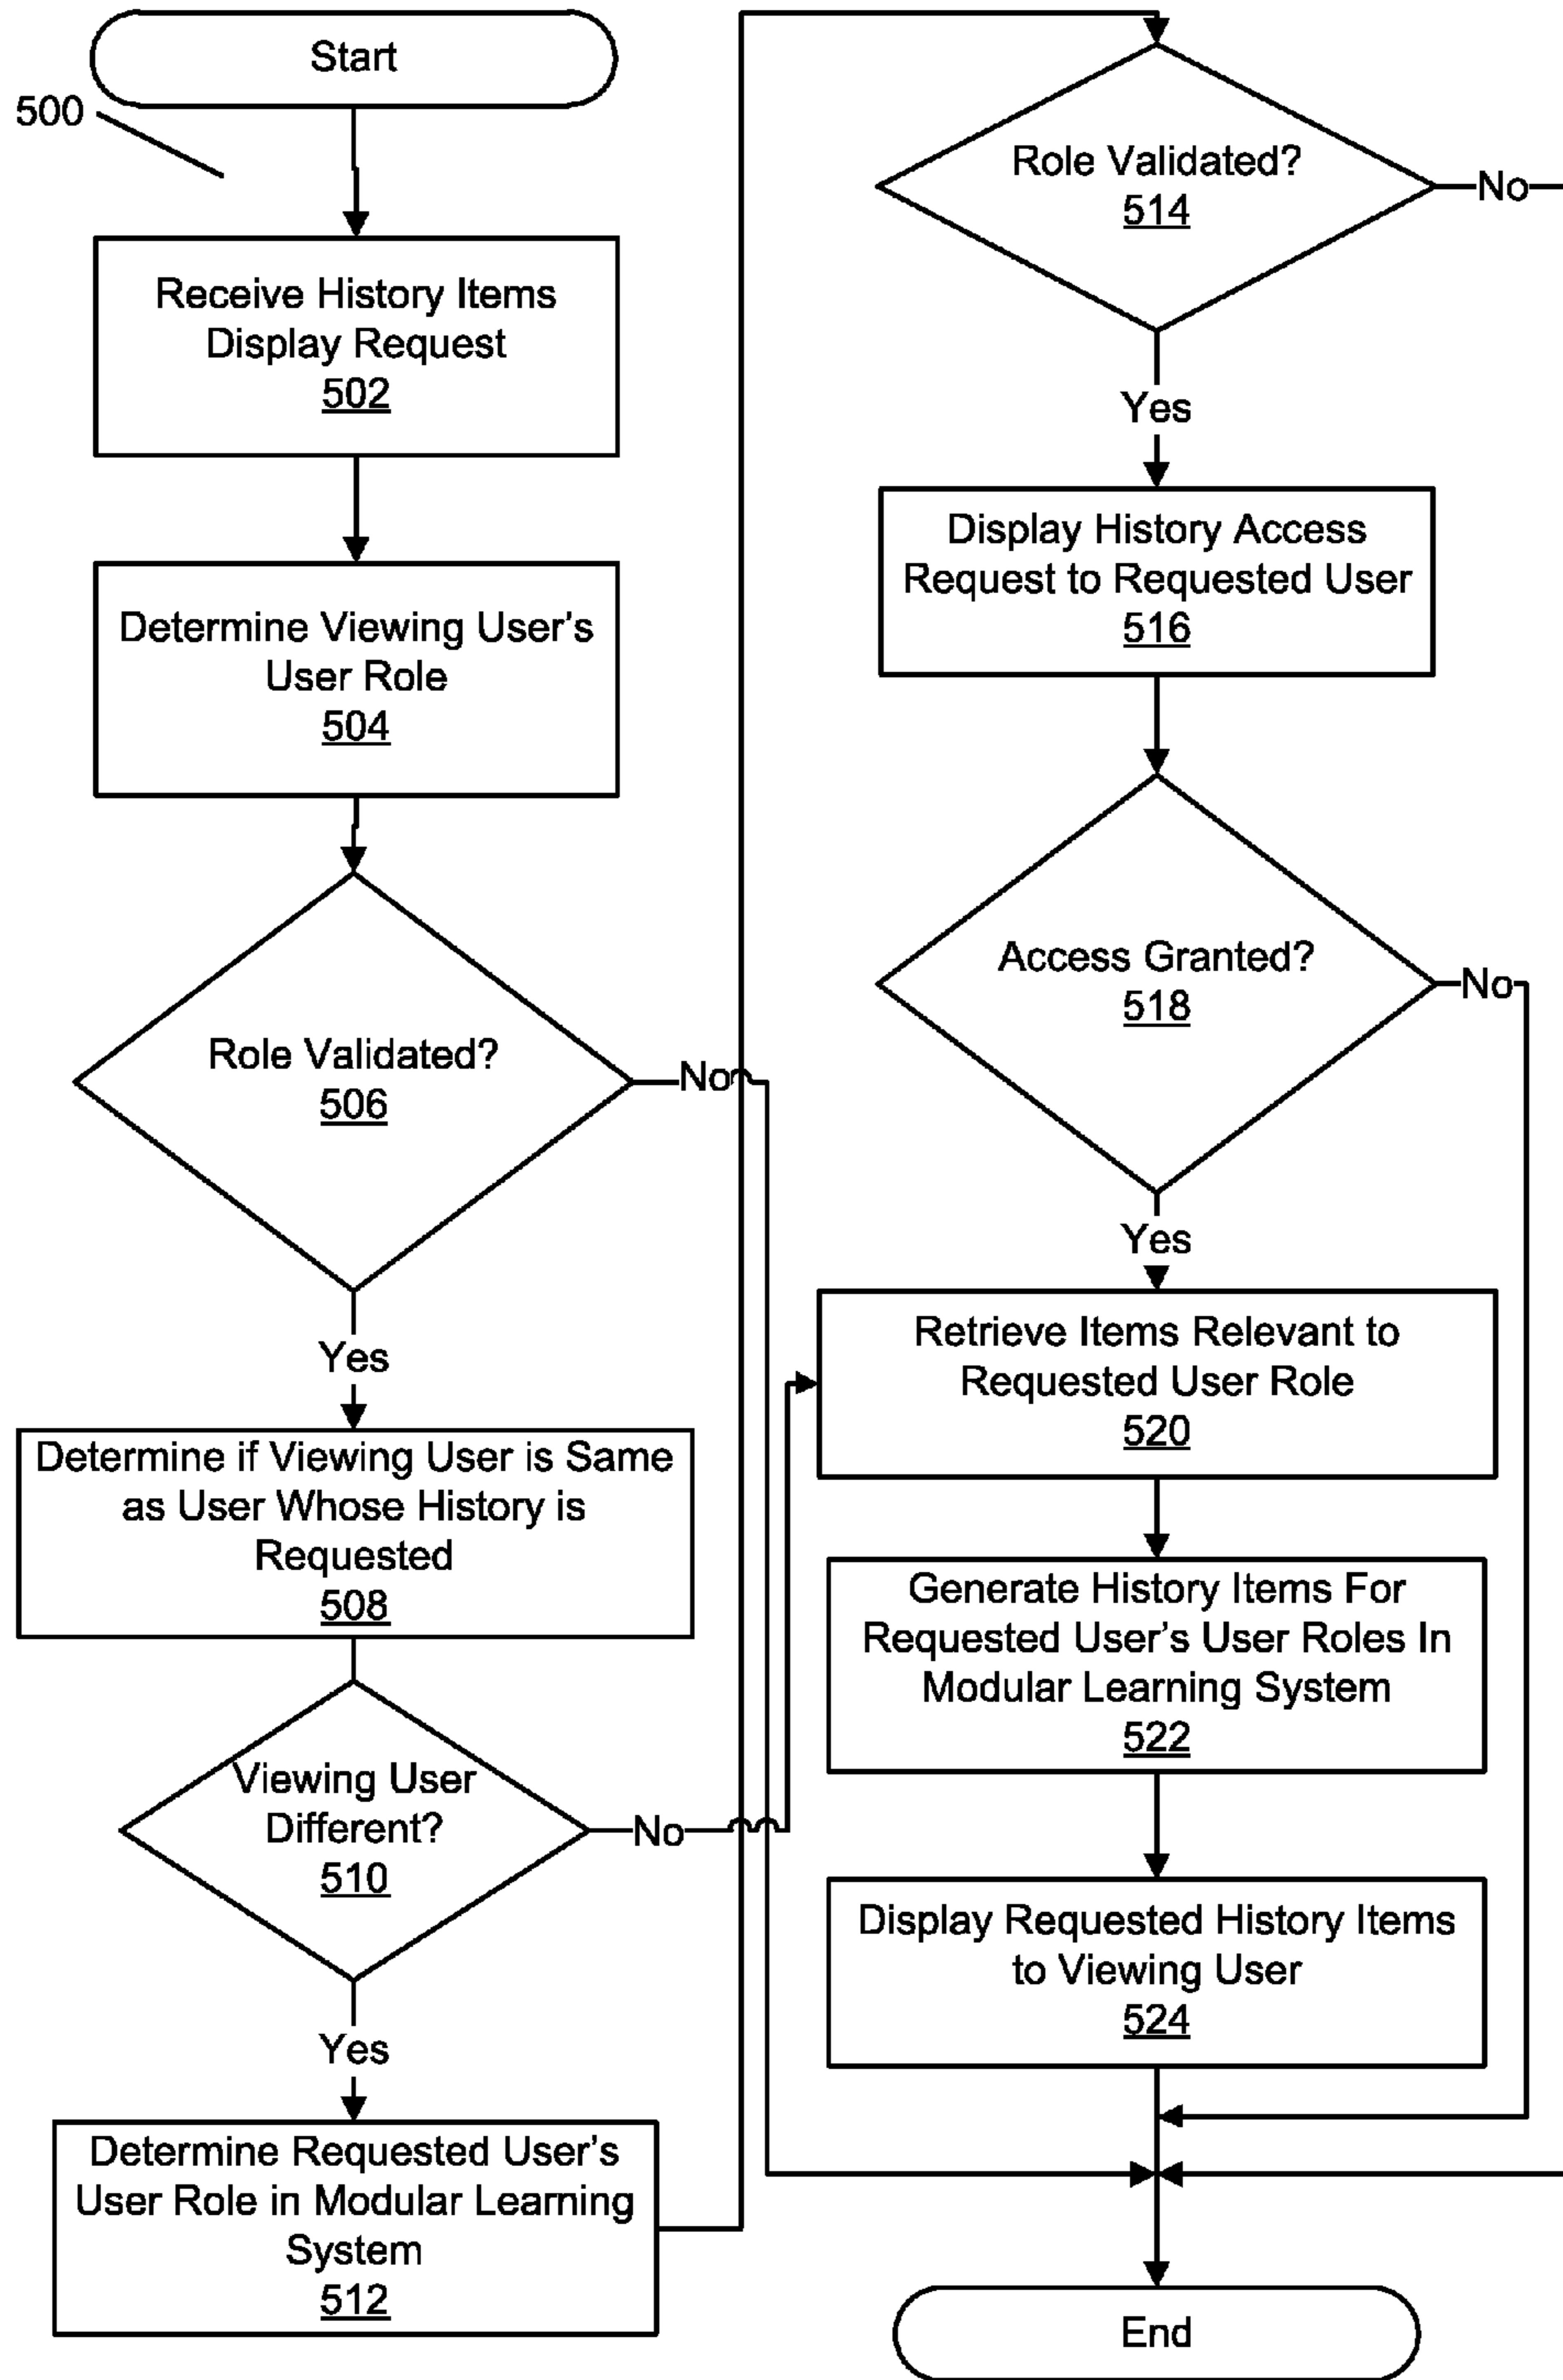 Start
500
Receive History Items
Display Request
502
Determine Viewing User's
User Role
504
Role Validated?
506
No
Yes
Determine if Viewing User is Same
as User Whose History is
Requested
508
Viewing User
Different?
510
No
Yes
Determine Requested User's
User Role in Modular Learning
System
512
Role Validated?
514
No
Yes
Display History Access
Request to Requested User
516
Access Granted?
518
No
Yes
Retrieve Items Relevant to
Requested User Role
520
Generate History Items For
Requested User's User Roles In
Modular Learning System
522
Display Requested History Items
to Viewing User
524
End